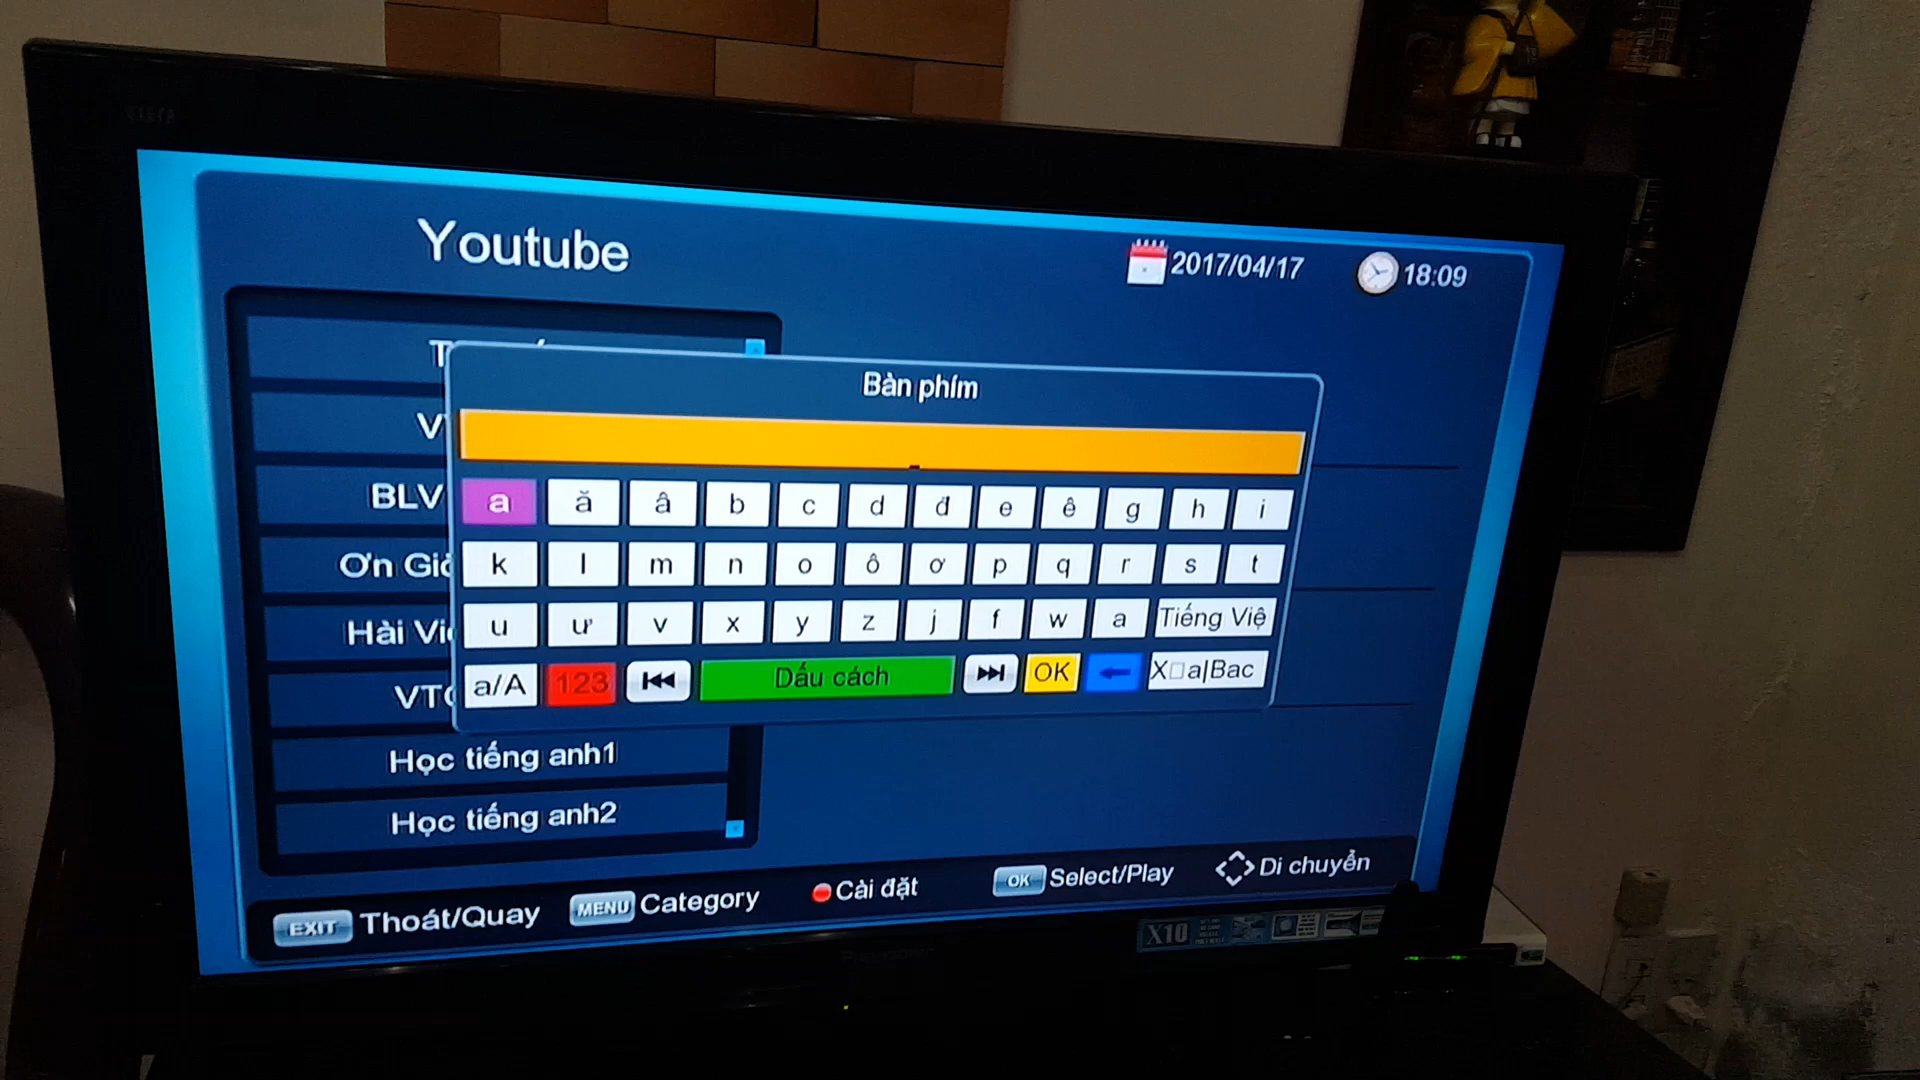 Youtube
2017/04/17
18:09
Bàn phím
BLV
Ơn Giờ
Hài Việ
VTC
Học tiếng anh1
Học tiếng anh2
a ă â b c d đ e ê g h i
k l m n o ô ơ p q r s t
u ư v x y z j f w a Tiếng Việ
a/A 123 Dấu cách OK X□a|Bac
EXIT Thoát/Quay MENU Category Cài đặt OK Select/Play Di chuyển
X10